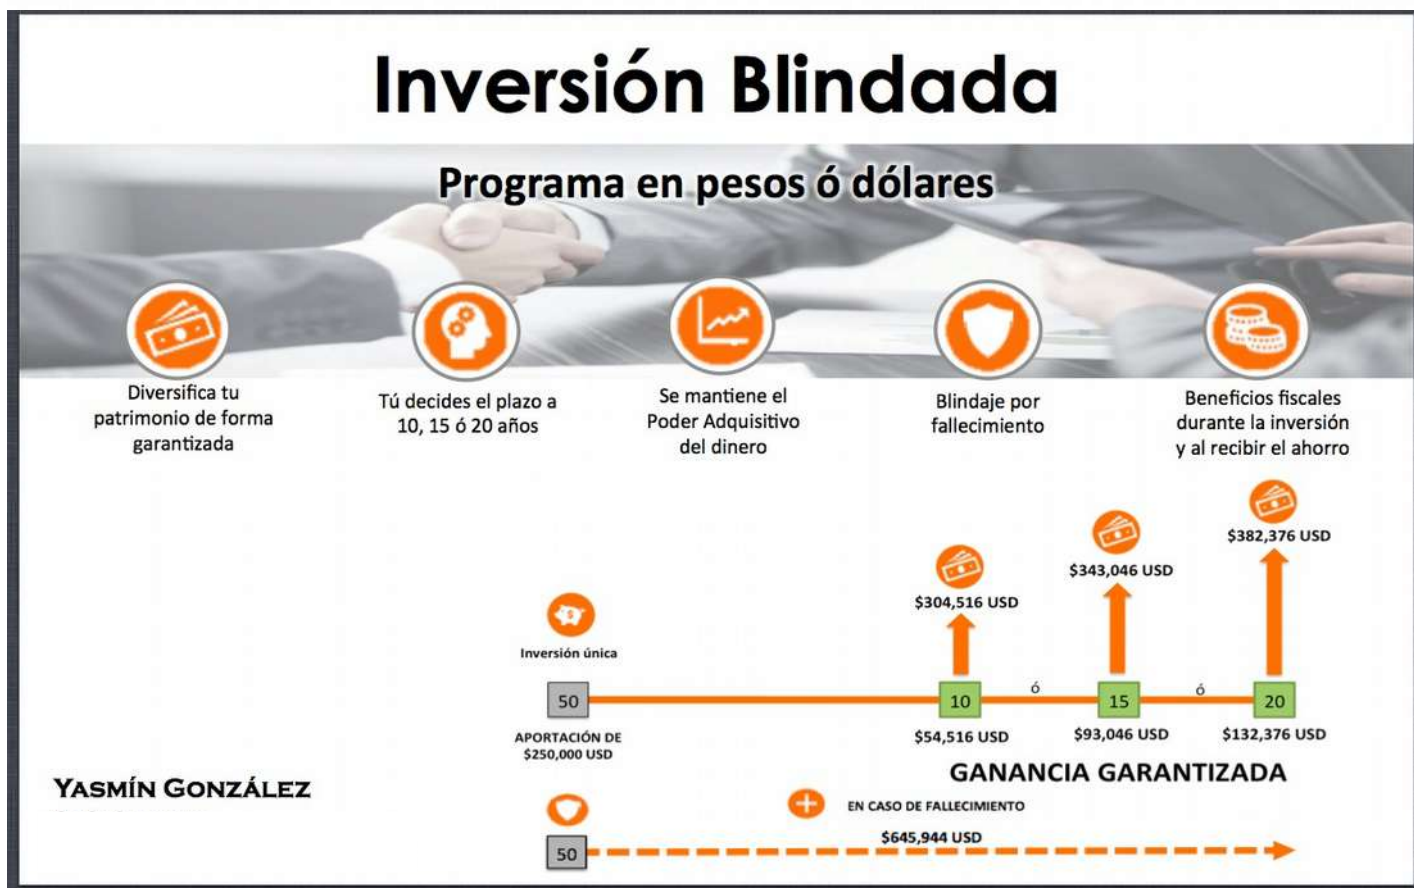 Inversión Blindada
Programa en pesos ó dólares
Diversifica tu
patrimonio de forma
garantizada
Tú decides el plazo a
10, 15 ó 20 años
Se mantiene el
Poder Adquisitivo
del dinero
Blindaje por
fallecimiento
Beneficios fiscales
durante la inversión
y al recibir el ahorro
$382,376 USD
$343,046 USD
$304,516 USD
Inversión única
50
10
ó
15
ó
20
APORTACIÓN DE
$250,000 USD
$54,516 USD
$93,046 USD
$132,376 USD
GANANCIA GARANTIZADA
YASMÍN GONZÁLEZ
EN CASO DE FALLECIMIENTO
$645,944 USD
50